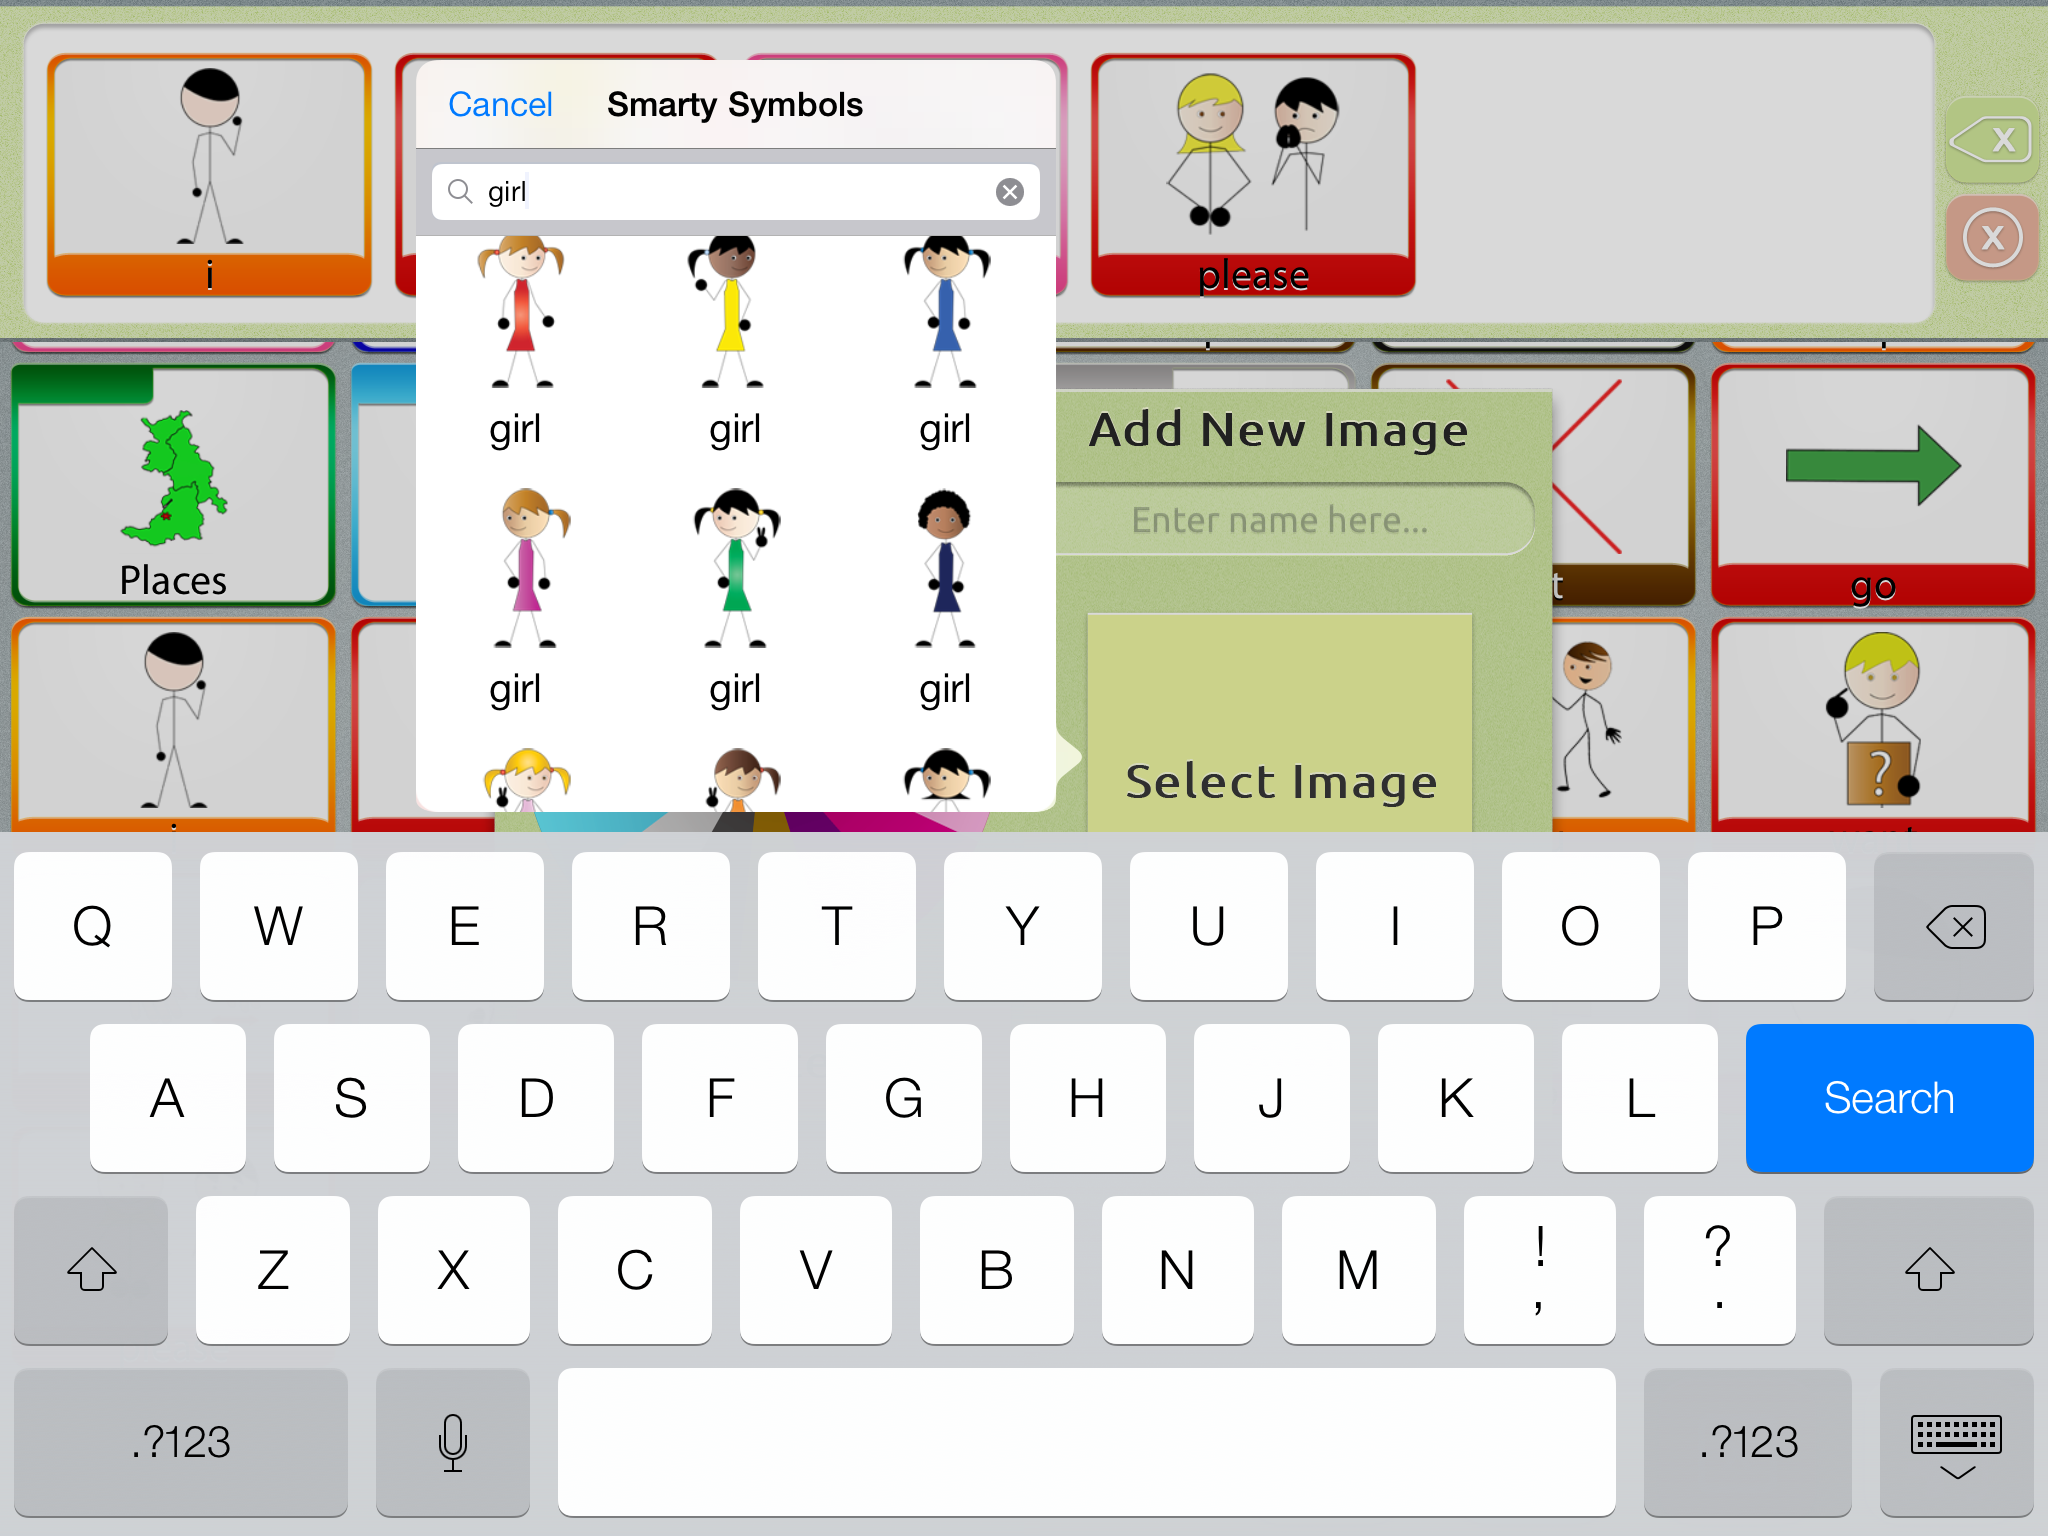 Cancel Smarty Symbols
girl
i
please
X
X
girl girl girl
girl girl girl
Add New Image
Enter name here...
Select Image
Places
t
go
?
Q W E R T Y U I O P
A S D F G H J K L Search
Z X C V B N M ! , ? .
.?123 .?123